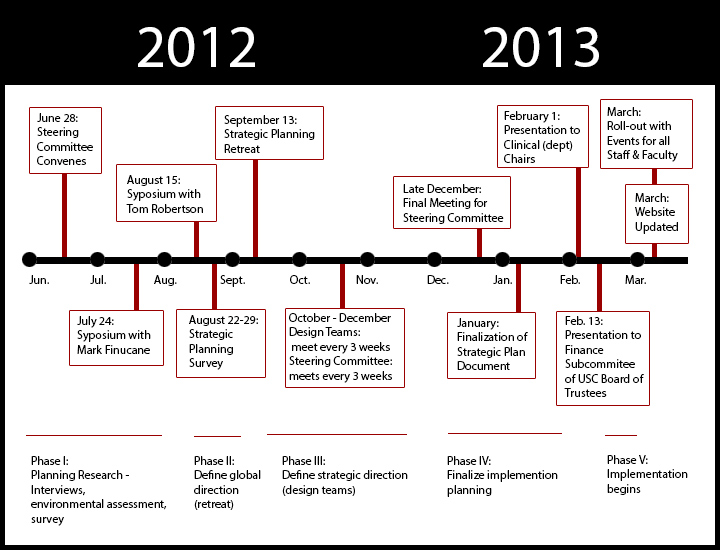 2012
2013
June 28:
Steering
Committee
Convenes
August 15:
Syposium with
Tom Robertson
September 13:
Strategic Planning
Retreat
Late December:
Final Meeting for
Steering Committee
February 1:
Presentation to
Clinical (dept)
Chairs
March:
Roll-out with
Events for all
Staff & Faculty
March:
Website
Updated
Jun. Jul. Aug. Sept. Oct. Nov. Dec. Jan. Feb. Mar.
July 24:
Syposium with
Mark Finucane
August 22-29:
Strategic
Planning
Survey
October - December
Design Teams:
meet every 3 weeks
Steering Committee:
meets every 3 weeks
January:
Finalization of
Strategic Plan
Document
Feb. 13:
Presentation to
Finance
Subcommitee
of USC Board of
Trustees
Phase I:
Planning Research -
Interviews,
environmental assessment,
survey
Phase II:
Define global
direction
(retreat)
Phase III:
Define strategic direction
(design teams)
Phase IV:
Finalize implemention
planning
Phase V:
Implementation
begins